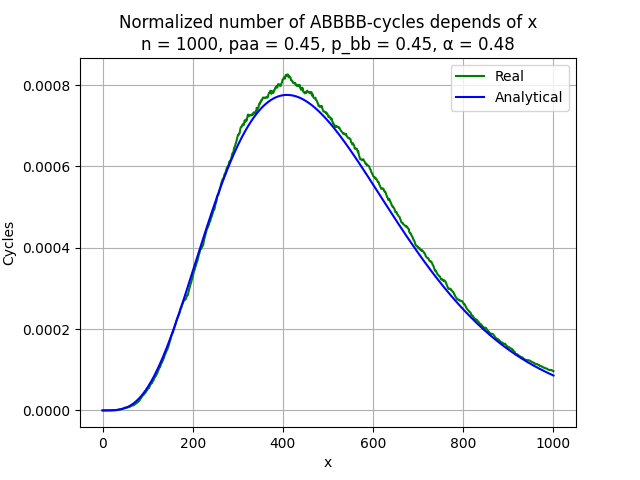 Normalized number of ABBBB-cycles depends of x
n = 1000, paa = 0.45, p_bb = 0.45, α = 0.48
Real
Analytical
0.0008
0.0006
0.0004
0.0002
0.0000
Cycles
0 200 400 600 800 1000
x